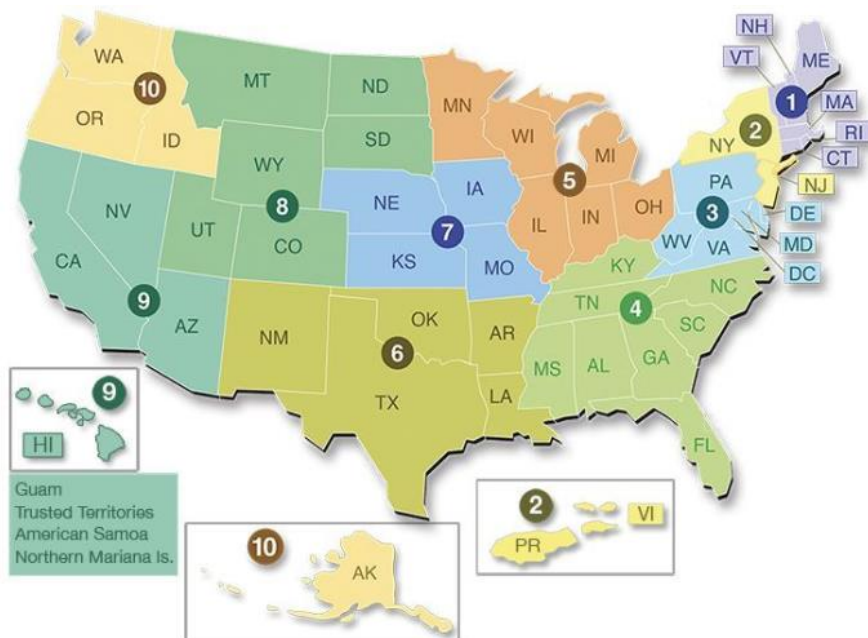 NH
VT
ME
WA
MT
ND
MN
10
1
MA
OR
ID
SD
WI
MI
NY
2
RI
CT
WY
5
PA
NJ
NV
8
NE
IA
IL
IN
OH
3
DE
UT
CO
7
WV
VA
MD
CA
KS
MO
KY
DC
9
AZ
NM
OK
AR
TN
4
NC
SC
6
MS
AL
GA
TX
LA
9
HI
FL
Guam
Trusted Territories
American Samoa
Northern Mariana Is.
2
VI
PR
10
AK